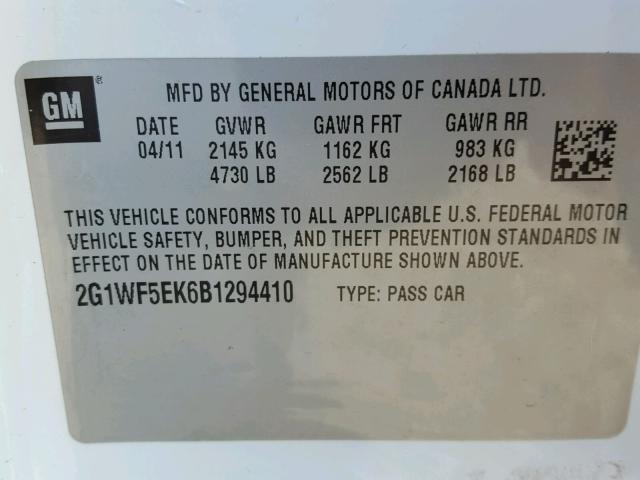 GM®
MFD BY GENERAL MOTORS OF CANADA LTD.
DATE GVWR GAWR FRT GAWR RR
04/11 2145 KG 1162 KG 983 KG
4730 LB 2562 LB 2168 LB
THIS VEHICLE CONFORMS TO ALL APPLICABLE U.S. FEDERAL MOTOR
VEHICLE SAFETY, BUMPER, AND THEFT PREVENTION STANDARDS IN
EFFECT ON THE DATE OF MANUFACTURE SHOWN ABOVE.
2G1WF5EK6B1294410 TYPE: PASS CAR